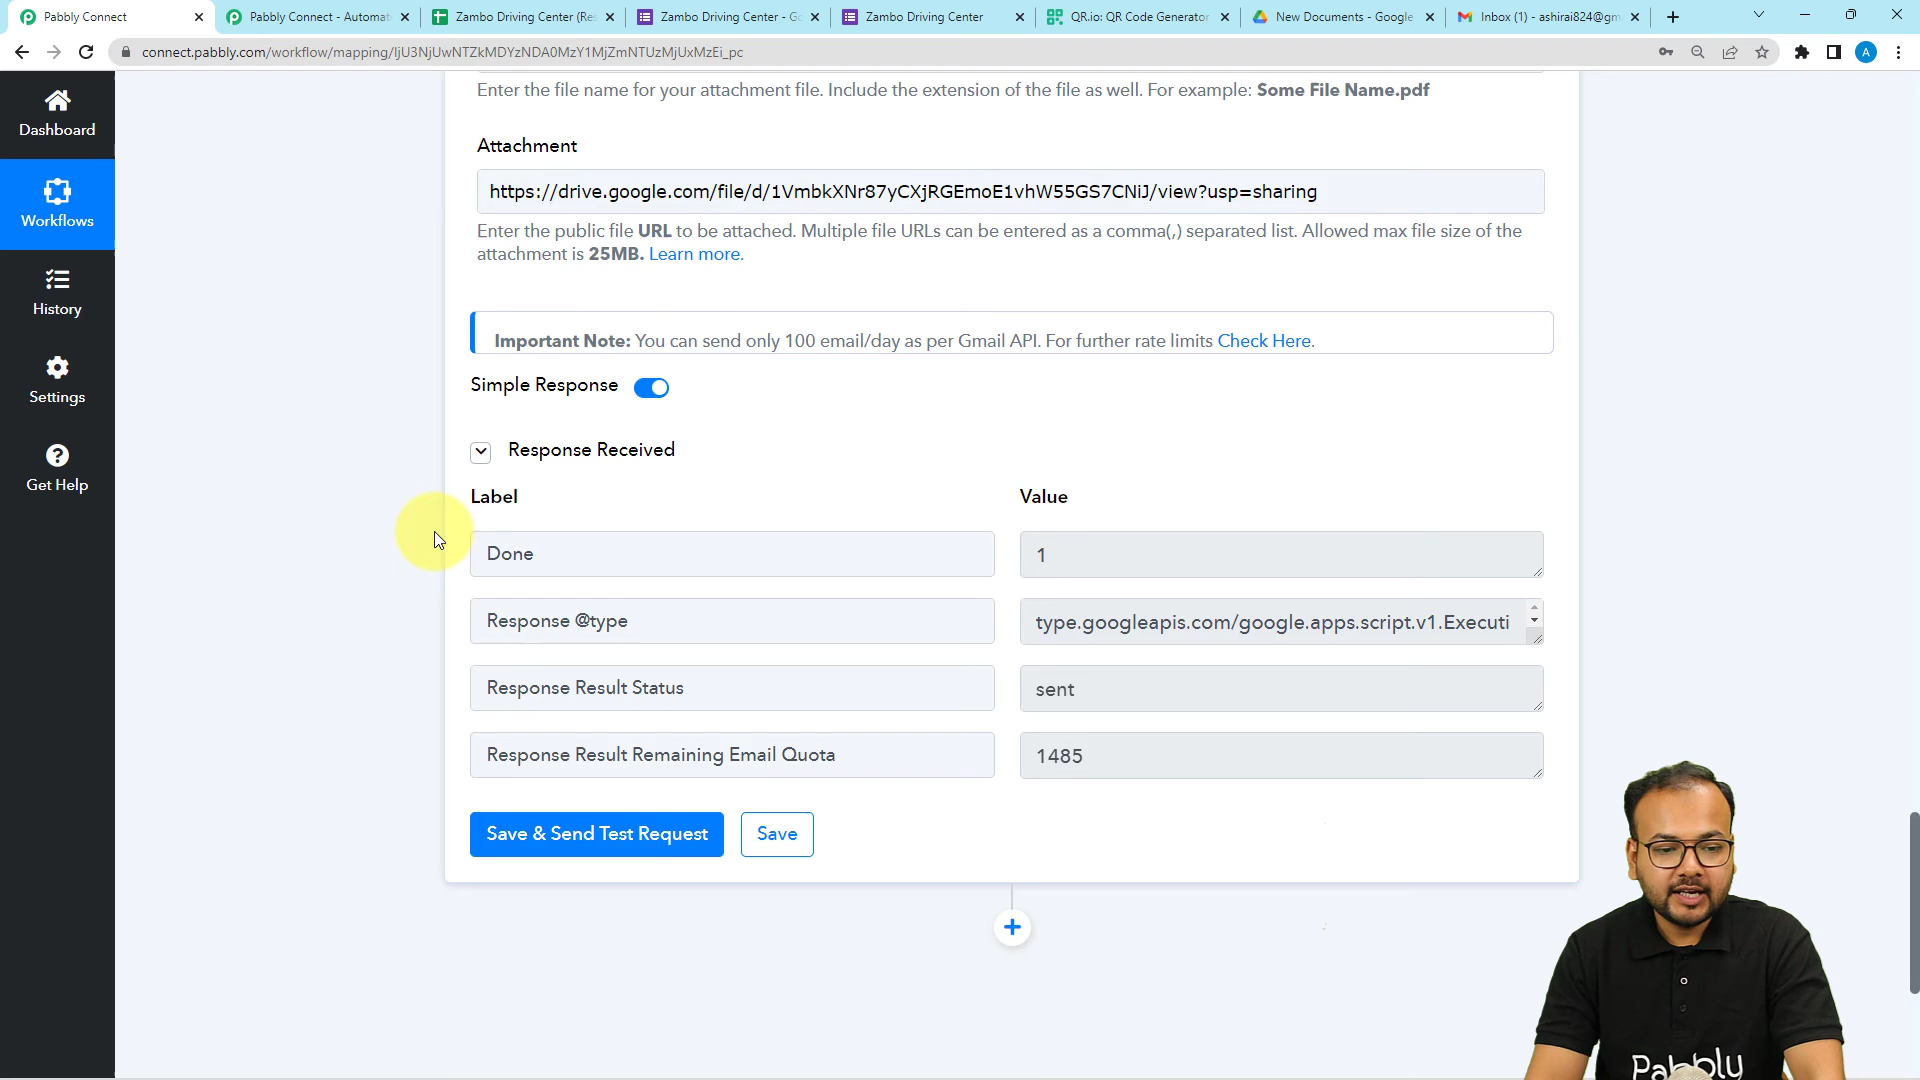 Pabbly Connect
Pabbly Connect - Automat
Zambo Driving Center (Res
Zambo Driving Center - Go
Zambo Driving Center
QR.io: QR Code Generator
New Documents - Google
Inbox (1) - ashirai824@gm
connect.pabbly.com/workflow/mapping/IjU3NjUwNTZkMDYzNDA0MzY1MjZmNTUzMjUxMzEi_pc
A
Dashboard
Workflows
History
Settings
Get Help
Enter the file name for your attachment file. Include the extension of the file as well. For example: Some File Name.pdf
Attachment
https://drive.google.com/file/d/1VmbkXNr87yCXjRGEmoE1vhW55GS7CNiJ/view?usp=sharing
Enter the public file URL to be attached. Multiple file URLs can be entered as a comma(,) separated list. Allowed max file size of the
attachment is 25MB. Learn more.
Important Note: You can send only 100 email/day as per Gmail API. For further rate limits Check Here.
Simple Response
Response Received
Label Value
Done 1
Response @type type.googleapis.com/google.apps.script.v1.Executi
Response Result Status sent
Response Result Remaining Email Quota 1485
Save & Send Test Request Save
Pabbly